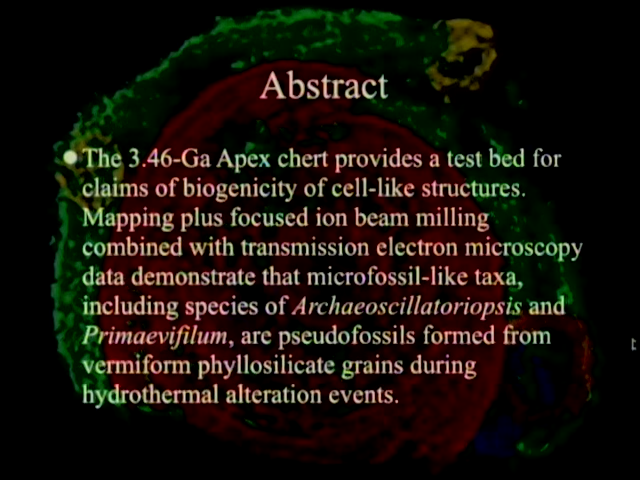 Abstract
The 3.46-Ga Apex chert provides a test bed for
claims of biogenicity of cell-like structures.
Mapping plus focused ion beam milling
combined with transmission electron microscopy
data demonstrate that microfossil-like taxa,
including species of Archaeoscillatoriopsis and
Primaevifilum, are pseudofossils formed from
vermiform phyllosilicate grains during
hydrothermal alteration events.